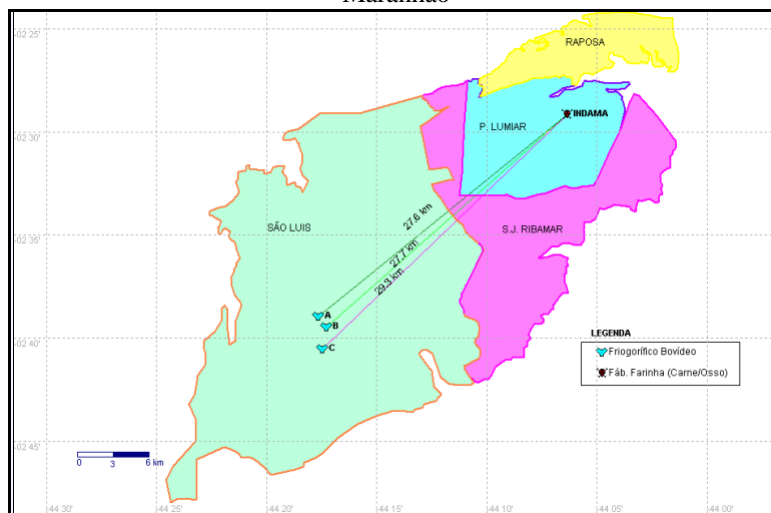 Maranhão
-02 25'
RAPOSA
-02 30'
INDAMA
P. LUMIAR
27.6 km
SÃO LUIS
S.J. RIBAMAR
-02 35'
27.7 km
29.3 km
A
B
C
-02 40'
LEGENDA
Friogorífico Bovídeo
Fáb. Farinha (Carne/Osso)
-02 45'
0 3 6 km
-44 30' -44 25' -44 20' -44 15' -44 10' -44 05' -44 00'